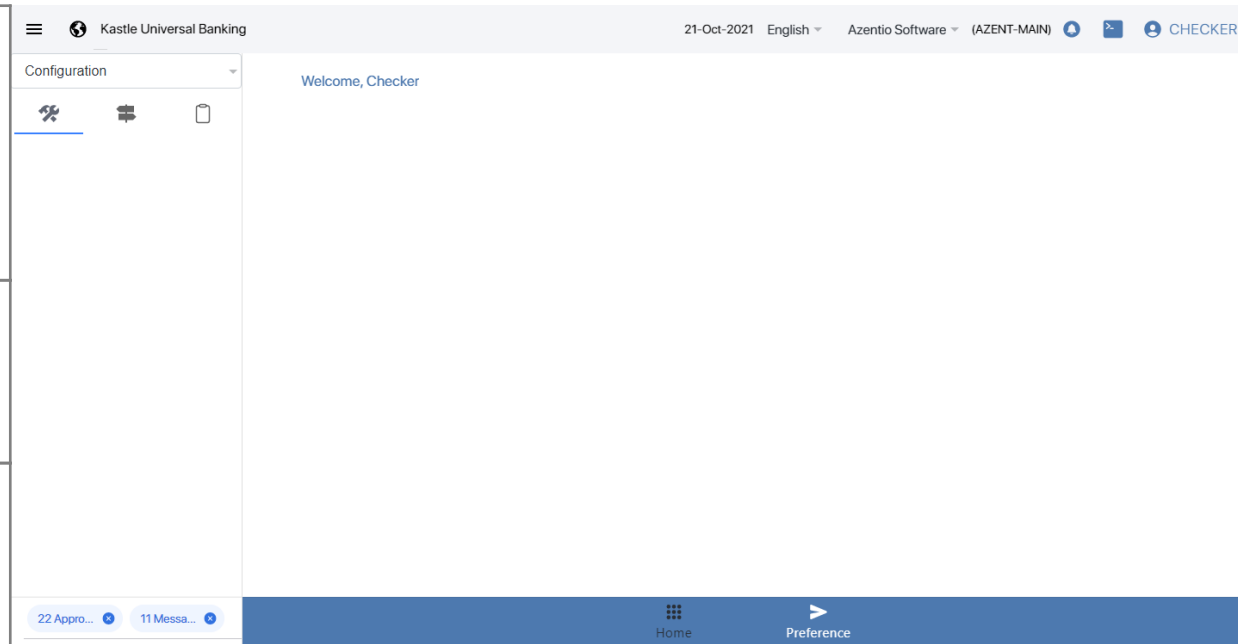 Kastle Universal Banking
21-Oct-2021 English Azentio Software (AZENT-MAIN) CHECKER
Configuration
Welcome, Checker
22 Appro... 11 Messa...
Home Preference